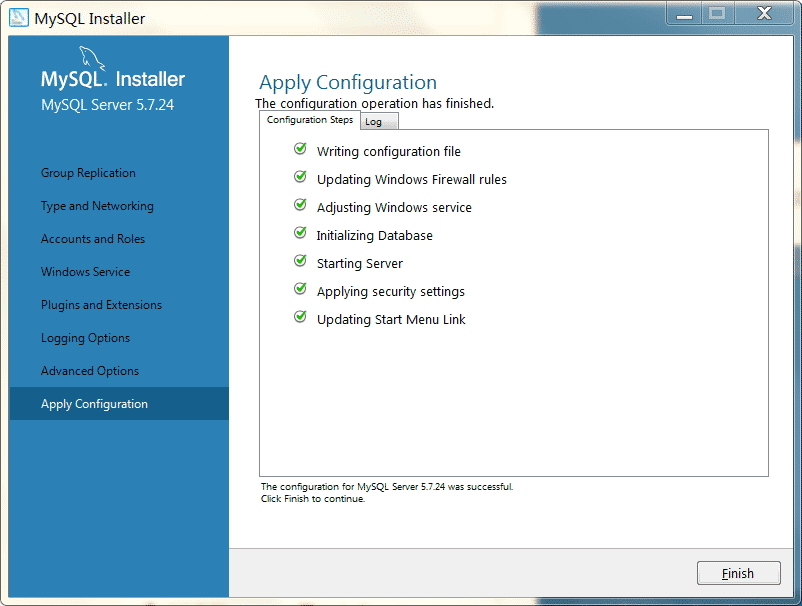 MySQL Installer
MySQL. Installer
MySQL Server 5.7.24
Group Replication
Type and Networking
Accounts and Roles
Windows Service
Plugins and Extensions
Logging Options
Advanced Options
Apply Configuration
Apply Configuration
The configuration operation has finished.
Configuration Steps
Log
Writing configuration file
Updating Windows Firewall rules
Adjusting Windows service
Initializing Database
Starting Server
Applying security settings
Updating Start Menu Link
The configuration for MySQL Server 5.7.24 was successful.
Click Finish to continue.
Finish